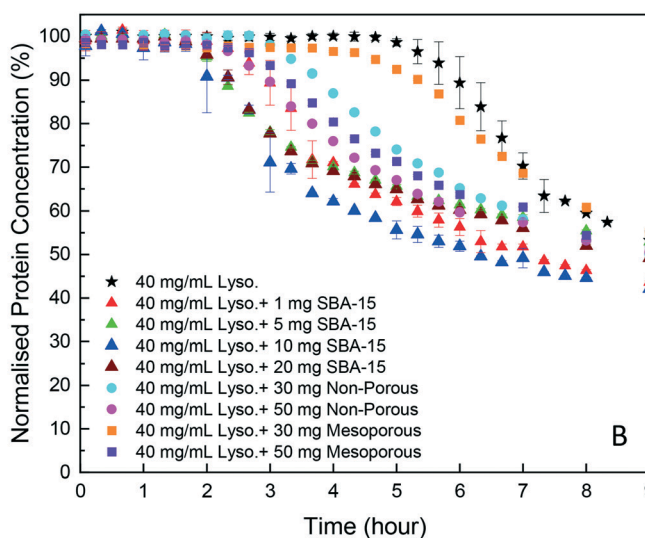 Normalised Protein Concentration (%)
100
90
80
70
60
50
40
30
20
10
0
40 mg/mL Lyso.
40 mg/mL Lyso.+ 1 mg SBA-15
40 mg/mL Lyso.+ 5 mg SBA-15
40 mg/mL Lyso.+ 10 mg SBA-15
40 mg/mL Lyso.+ 20 mg SBA-15
40 mg/mL Lyso.+ 30 mg Non-Porous
40 mg/mL Lyso.+ 50 mg Non-Porous
40 mg/mL Lyso.+ 30 mg Mesoporous
40 mg/mL Lyso.+ 50 mg Mesoporous
B
0 1 2 3 4 5 6 7 8 9
Time (hour)